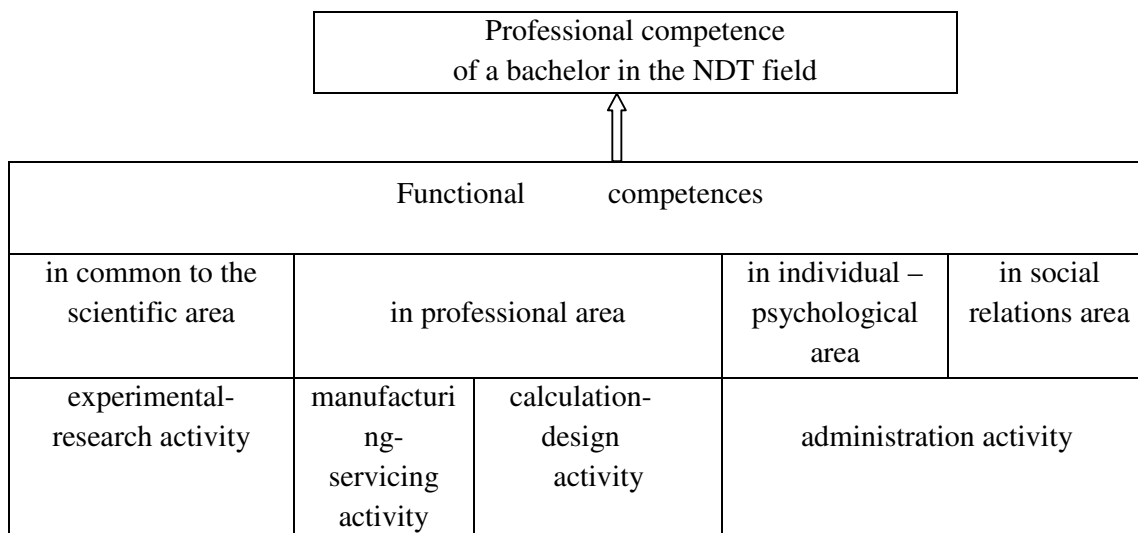 Professional competence
of a bachelor in the NDT field
Functional competences
in common to the
scientific area
in professional area
in individual –
psychological
area
in social
relations area
experimental-
research activity
manufacturi
ng-
servicing
activity
calculation-
design
activity
administration activity